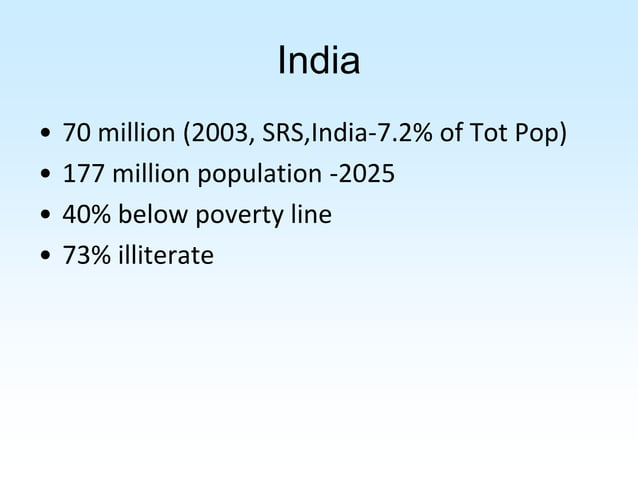 India
• 70 million (2003, SRS,India-7.2% of Tot Pop)
• 177 million population -2025
• 40% below poverty line
• 73% illiterate